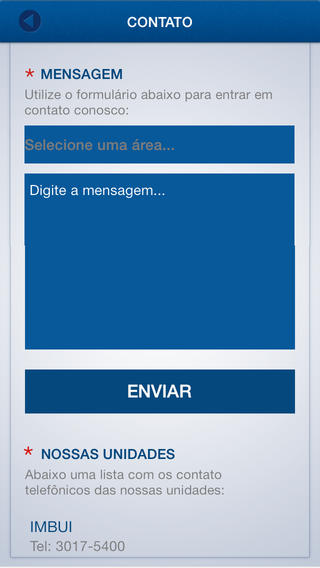 CONTATO
* MENSAGEM
Utilize o formulário abaixo para entrar em
contato conosco:
Selecione uma área...
Digite a mensagem...
ENVIAR
* NOSSAS UNIDADES
Abaixo uma lista com os contato
telefônicos das nossas unidades:
IMBUI
Tel: 3017-5400